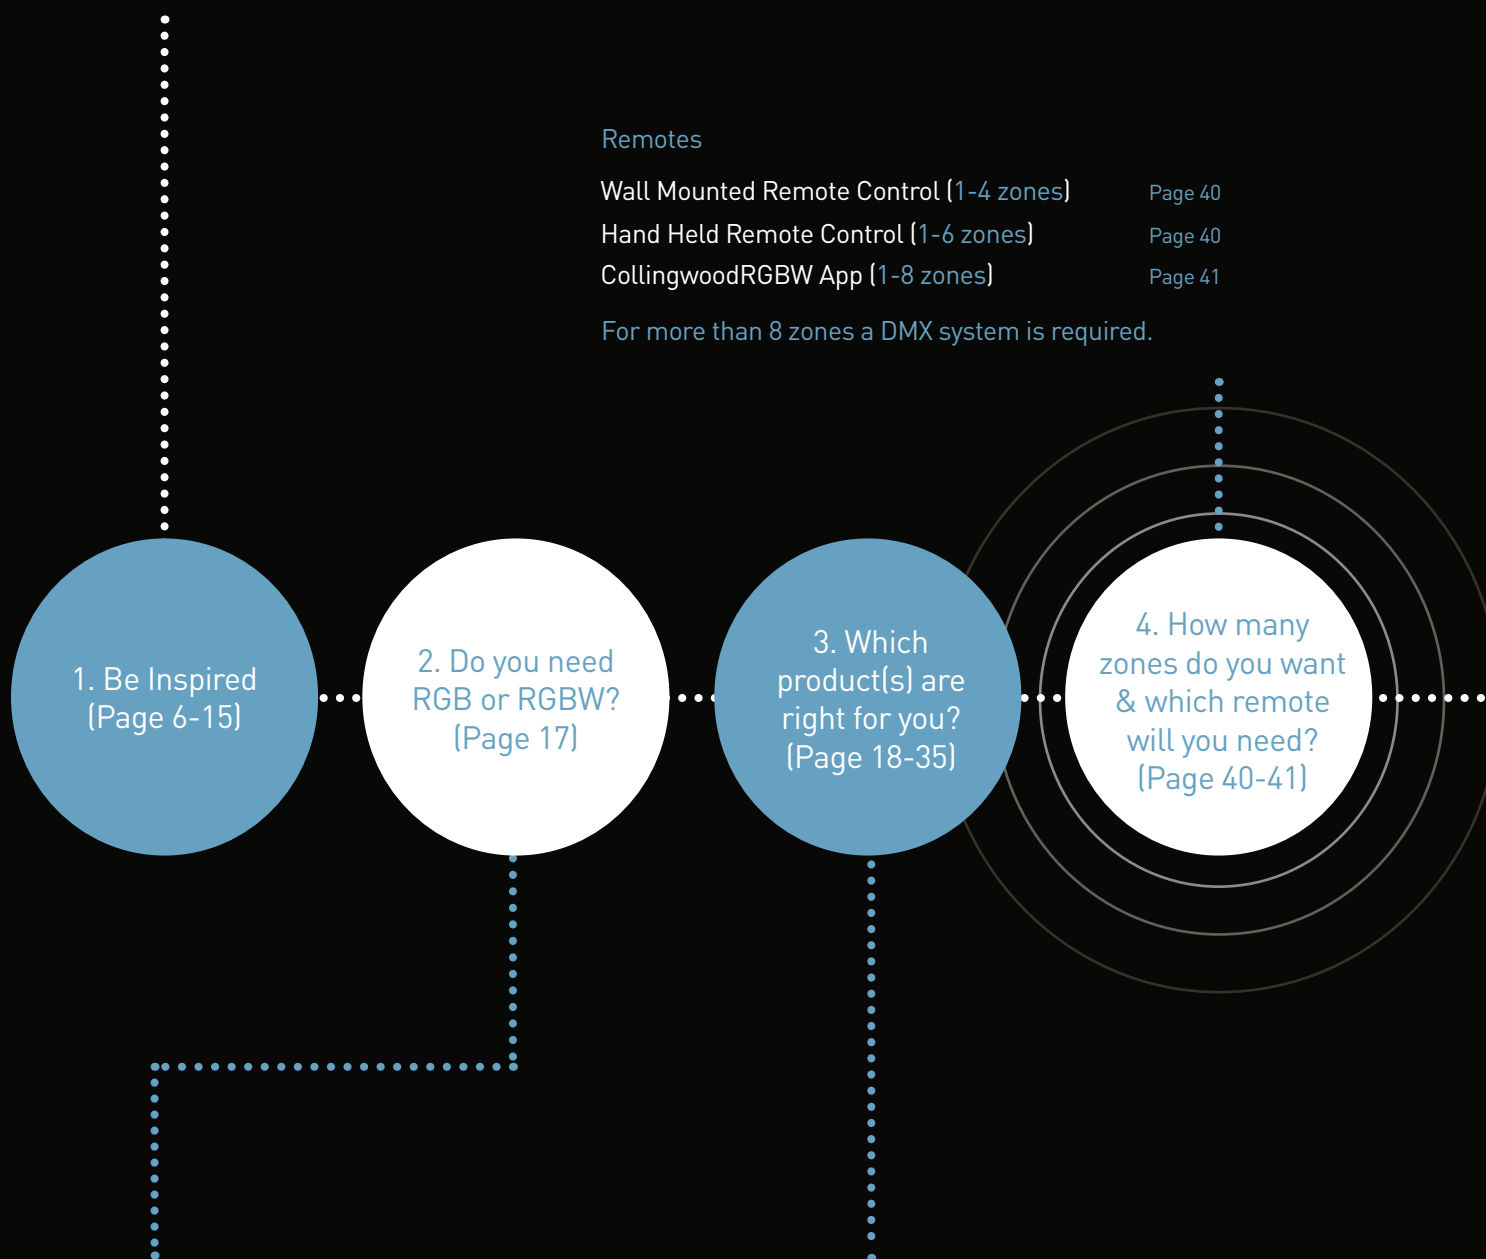 Remotes
Wall Mounted Remote Control (1-4 zones) Page 40
Hand Held Remote Control (1-6 zones) Page 40
CollingwoodRGBW App (1-8 zones) Page 41
For more than 8 zones a DMX system is required.
1. Be Inspired
(Page 6-15)
2. Do you need
RGB or RGBW?
(Page 17)
3. Which
product(s) are
right for you?
(Page 18-35)
4. How many
zones do you want
& which remote
will you need?
(Page 40-41)